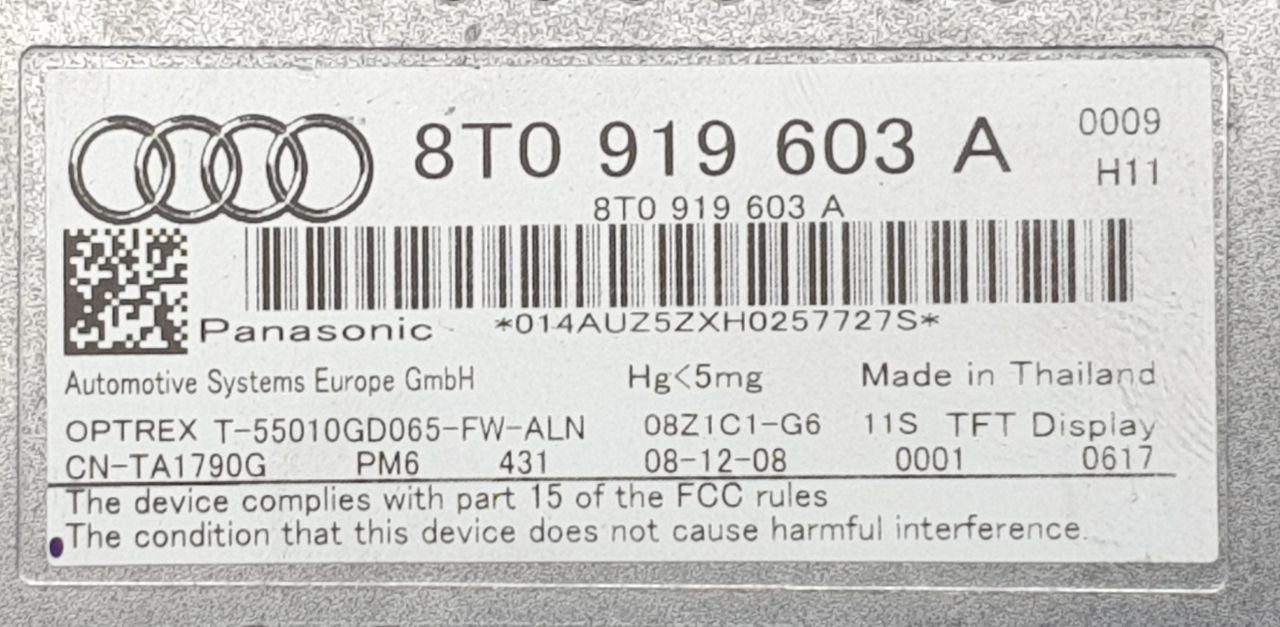 8T0 919 603 A 0009
H11
8T0 919 603 A
Panasonic *014AUZ5ZXH0257727S*
Automotive Systems Europe GmbH Hg<5mg Made in Thailand
OPTREX T-55010GD065-FW-ALN 08Z1C1-G6 11S TFT Display
CN-TA1790G PM6 431 08-12-08 0001 0617
The device complies with part 15 of the FCC rules
The condition that this device does not cause harmful interference.